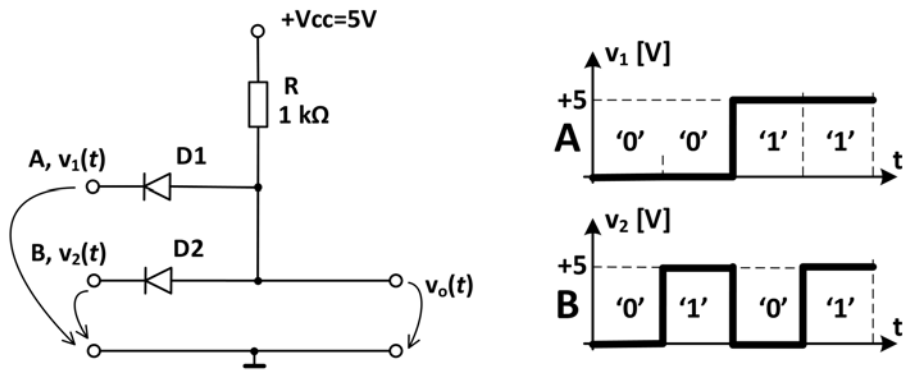 +Vcc=5V
R
1 kΩ
A, v₁(t)
D1
B, v₂(t)
D2
vₒ(t)
v₁ [V]
+5
A
‘0’ ‘0’ ‘1’ ‘1’
t
v₂ [V]
+5
B
‘0’ ‘1’ ‘0’ ‘1’
t